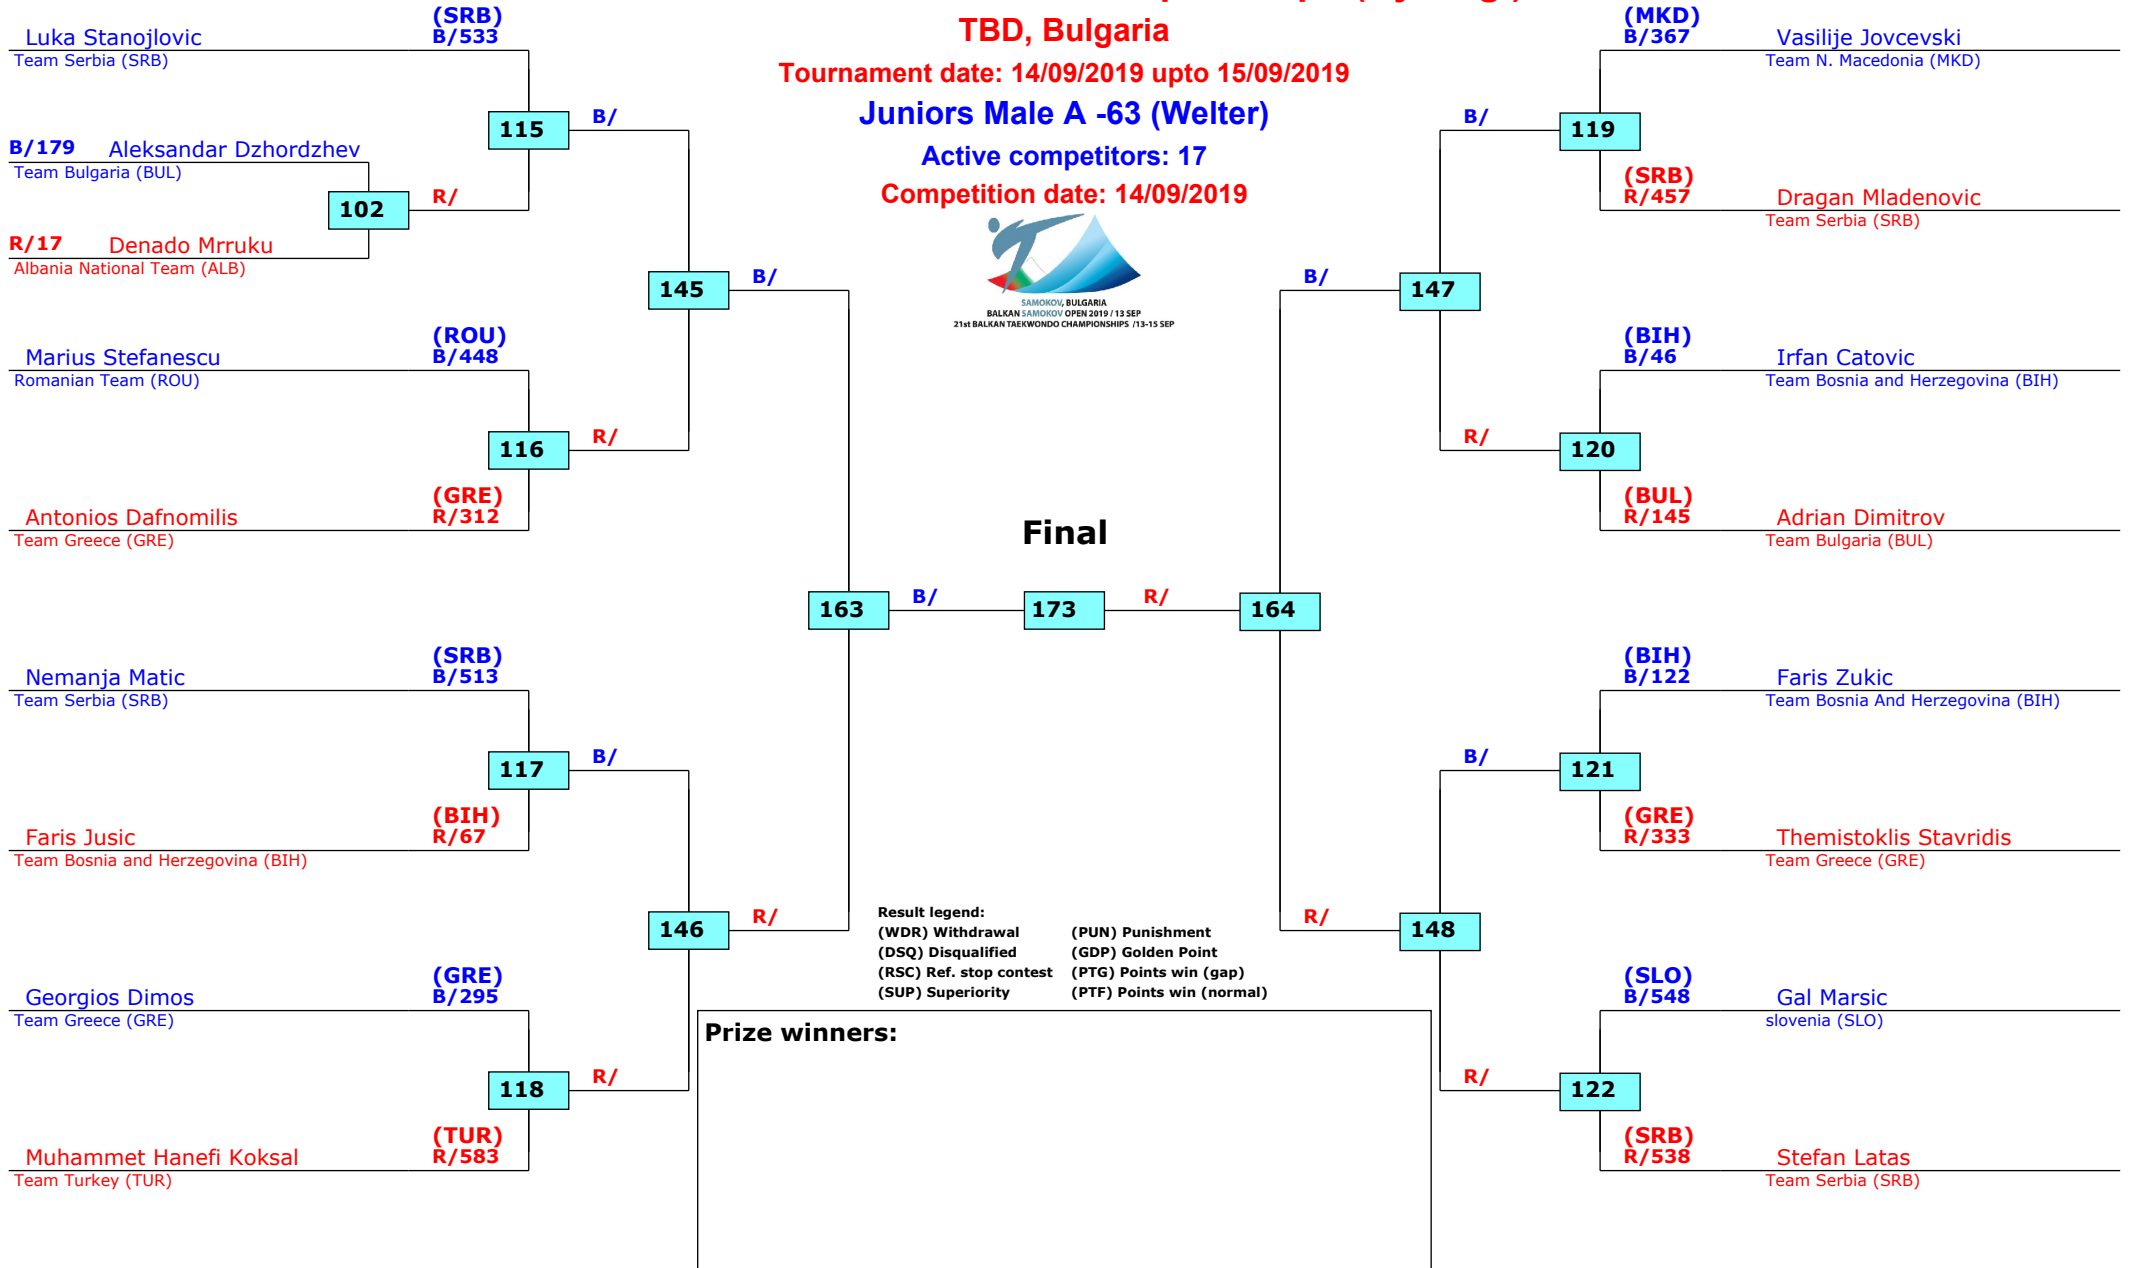 TBD, Bulgaria
Tournament date: 14/09/2019 upto 15/09/2019
Juniors Male A -63 (Welter)
Active competitors: 17
Competition date: 14/09/2019
SAMOKOV, BULGARIA
BALKAN SAMOKOV OPEN 2019 / 13 SEP
21st BALKAN TAEKWONDO CHAMPIONSHIPS /13-15 SEP
(SRB)
Luka Stanojlovic B/533
Team Serbia (SRB)
115
B/
B/179 Aleksandar Dzhordzhev
Team Bulgaria (BUL)
102
R/
R/17 Denado Mrruku
Albania National Team (ALB)
145
B/
(ROU)
Marius Stefanescu B/448
Romanian Team (ROU)
116
R/
(GRE)
Antonios Dafnomilis R/312
Team Greece (GRE)
(SRB)
Nemanja Matic B/513
Team Serbia (SRB)
117
B/
(BIH)
Faris Jusic R/67
Team Bosnia and Herzegovina (BIH)
146
R/
(GRE)
Georgios Dimos B/295
Team Greece (GRE)
118
R/
(TUR)
Muhammet Hanefi Koksal R/583
Team Turkey (TUR)
Final
163
B/
173
R/
164
(MKD)
B/367 Vasilije Jovcevski
Team N. Macedonia (MKD)
B/
119
(SRB)
R/457 Dragan Mladenovic
Team Serbia (SRB)
B/
147
(BIH)
B/46 Irfan Catovic
Team Bosnia and Herzegovina (BIH)
R/
120
(BUL)
R/145 Adrian Dimitrov
Team Bulgaria (BUL)
(BIH)
B/122 Faris Zukic
Team Bosnia And Herzegovina (BIH)
B/
121
(GRE)
R/333 Themistoklis Stavridis
Team Greece (GRE)
R/
148
(SLO)
B/548 Gal Marsic
slovenia (SLO)
R/
122
(SRB)
R/538 Stefan Latas
Team Serbia (SRB)
Result legend:
(WDR) Withdrawal (PUN) Punishment
(DSQ) Disqualified (GDP) Golden Point
(RSC) Ref. stop contest (PTG) Points win (gap)
(SUP) Superiority (PTF) Points win (normal)
Prize winners: